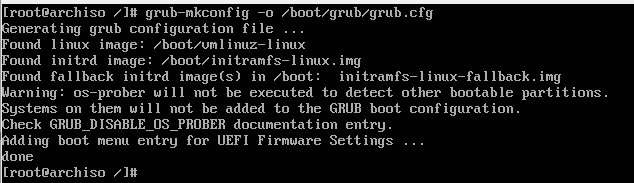 [root@archiso /]# grub-mkconfig -o /boot/grub/grub.cfg
Generating grub configuration file ...
Found linux image: /boot/vmlinuz-linux
Found initrd image: /boot/initramfs-linux.img
Found fallback initrd image(s) in /boot:  initramfs-linux-fallback.img
Warning: os-prober will not be executed to detect other bootable partitions.
Systems on them will not be added to the GRUB boot configuration.
Check GRUB_DISABLE_OS_PROBER documentation entry.
Adding boot menu entry for UEFI Firmware Settings ...
done
[root@archiso /]#